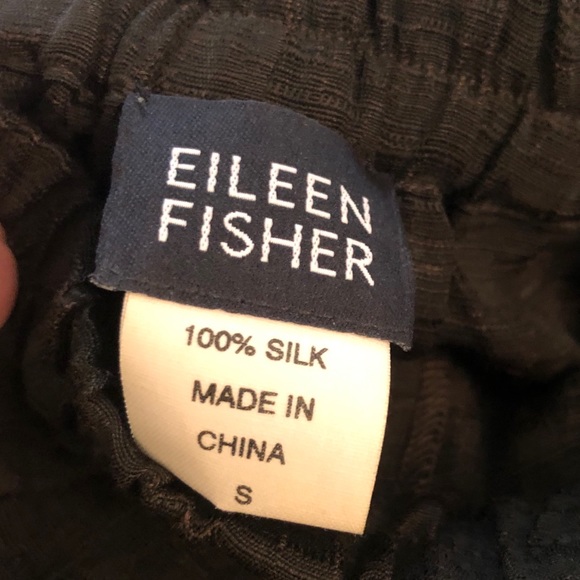 EILEEN
FISHER
100% SILK
MADE IN
CHINA
S